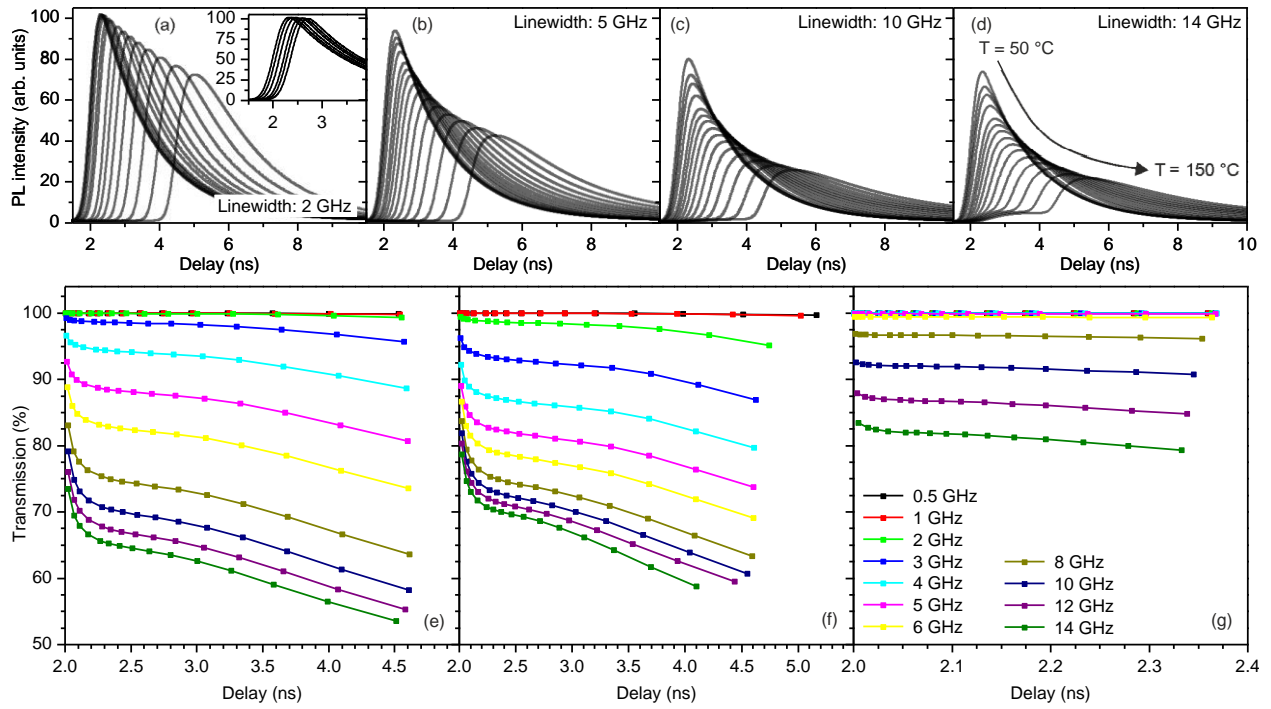 PL intensity (arb. units)
100
80
60
40
20
0
(a)
100
75
50
25
0
2
3
Linewidth: 2 GHz
2
4
6
8
Delay (ns)
(b)
Linewidth: 5 GHz
2
4
6
8
Delay (ns)
(c)
Linewidth: 10 GHz
2
4
6
8
Delay (ns)
(d)
Linewidth: 14 GHz
T = 50 °C
T = 150 °C
2
4
6
8
10
Delay (ns)
Transmission (%)
100
90
80
70
60
50
(e)
2.0
2.5
3.0
3.5
4.0
4.5
Delay (ns)
(f)
2.0
2.5
3.0
3.5
4.0
4.5
5.0
Delay (ns)
0.5 GHz
1 GHz
2 GHz
3 GHz
4 GHz
5 GHz
6 GHz
8 GHz
10 GHz
12 GHz
14 GHz
(g)
2.0
2.1
2.2
2.3
2.4
Delay (ns)